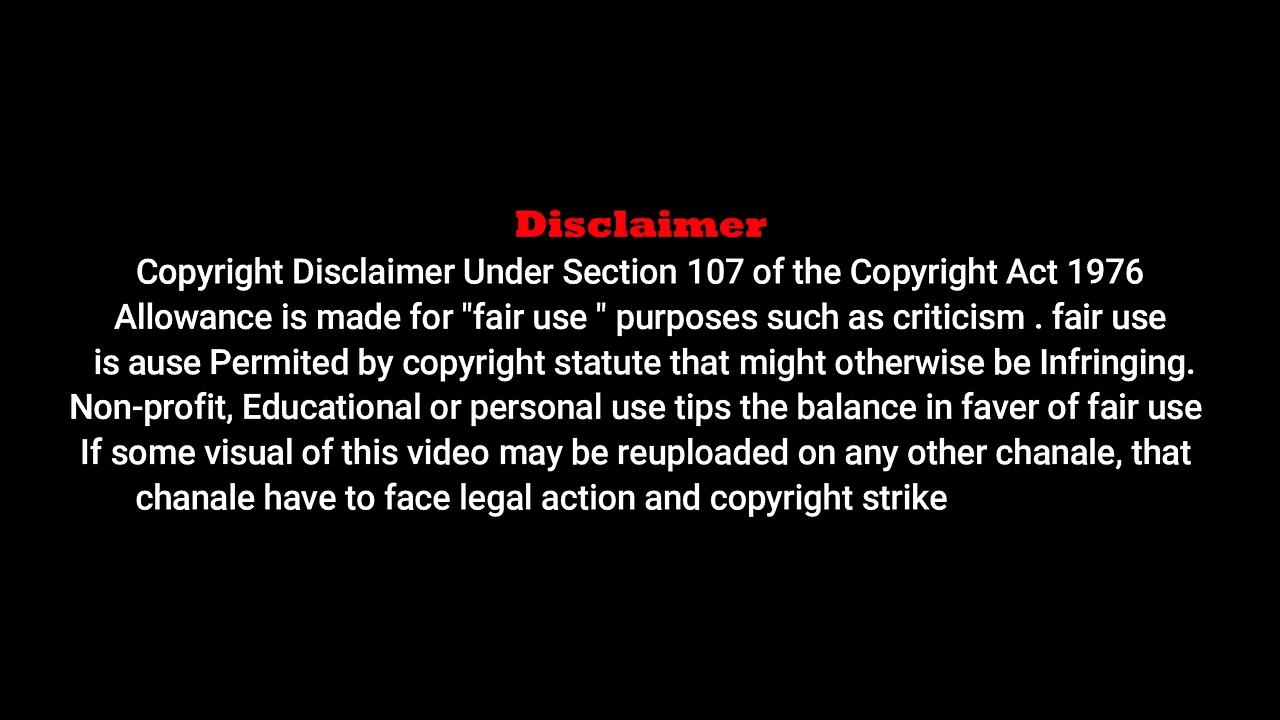 Disclaimer
Copyright Disclaimer Under Section 107 of the Copyright Act 1976
Allowance is made for "fair use " purposes such as criticism . fair use
is ause Permited by copyright statute that might otherwise be Infringing.
Non-profit, Educational or personal use tips the balance in faver of fair use
If some visual of this video may be reuploaded on any other chanale, that
chanale have to face legal action and copyright strike